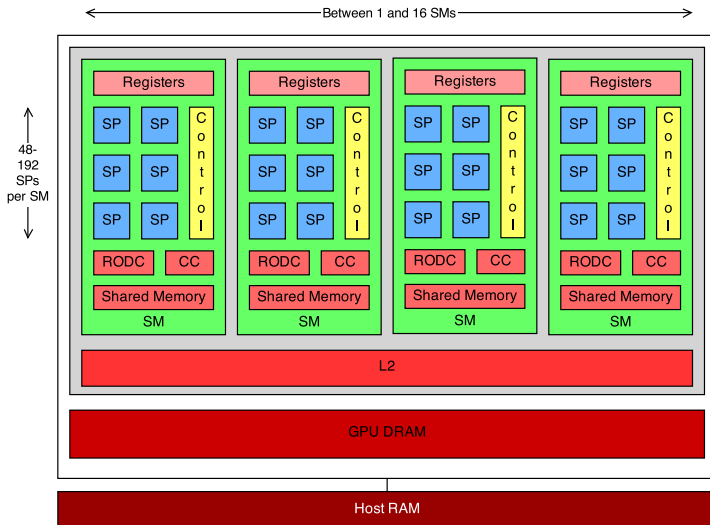 Between 1 and 16 SMs
Registers
Registers
Registers
Registers
48-
192
SPs
per SM
SP SP
SP SP
SP SP
Control
SP SP
SP SP
SP SP
Control
SP SP
SP SP
SP SP
Control
SP SP
SP SP
SP SP
Control
RODC CC
RODC CC
RODC CC
RODC CC
Shared Memory
Shared Memory
Shared Memory
Shared Memory
SM
SM
SM
SM
L2
GPU DRAM
Host RAM